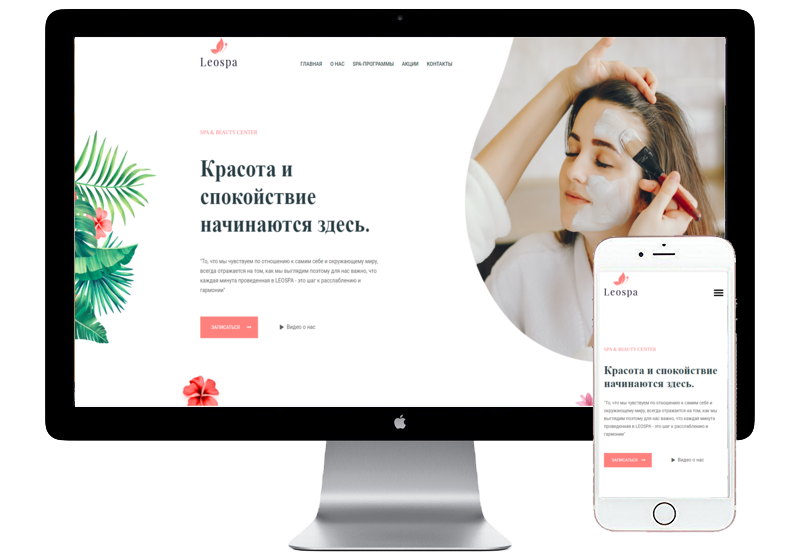 Leospa
ГЛАВНАЯ О НАС SPA-ПРОГРАММЫ АКЦИИ КОНТАКТЫ
SPA & BEAUTY CENTER
Красота и
спокойствие
начинаются здесь.
"То, что мы чувствуем по отношению к самим себе и окружающему миру,
всегда отражается на том, как мы выглядим поэтому для нас важно, что
каждая минута проведенная в LEOSPA - это шаг к расслаблению и
гармонии"
ЗАПИСАТЬСЯ →
Видео о нас
Leospa
SPA & BEAUTY CENTER
Красота и спокойствие
начинаются здесь.
"То, что мы чувствуем по отношению к самим себе и
окружающему миру, всегда отражается на том, как мы
выглядим поэтому для нас важно, что каждая минута
проведенная в LEOSPA - это шаг к расслаблению и
гармонии"
ЗАПИСАТЬСЯ →
Видео о нас